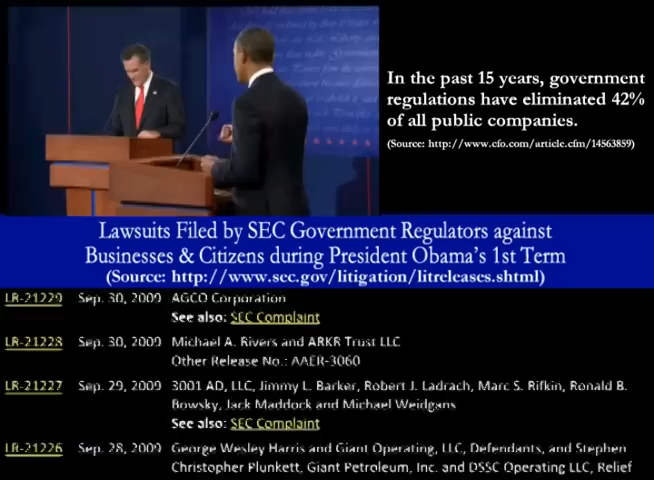 In the past 15 years, government
regulations have eliminated 42%
of all public companies.
(Source: http://www.cfo.com/article.cfm/14563859)
Lawsuits Filed by SEC Government Regulators against
Businesses & Citizens during President Obama's 1st Term
(Source: http://www.sec.gov/litigation/litreleases.shtml)
LR-21229 Sep. 30, 2009 AGCO Corporation
See also: SEC Complaint
LR-21228 Sep. 30, 2009 Michael A. Rivers and ARKR Trust LLC
Other Release No.: AAER-3060
LR-21227 Sep. 29, 2009 3001 AD, LLC, Jimmy L. Barker, Robert J. Ladrach, Marc S. Rifkin, Ronald B.
Bowsky, Jack Maddock and Michael Weidgans
See also: SEC Complaint
LR-21226 Sep. 28, 2009 George Wesley Harris and Giant Operating, LLC, Defendants, and Stephen
Christopher Plunkett, Giant Petroleum, Inc. and DSSC Operating LLC, Relief